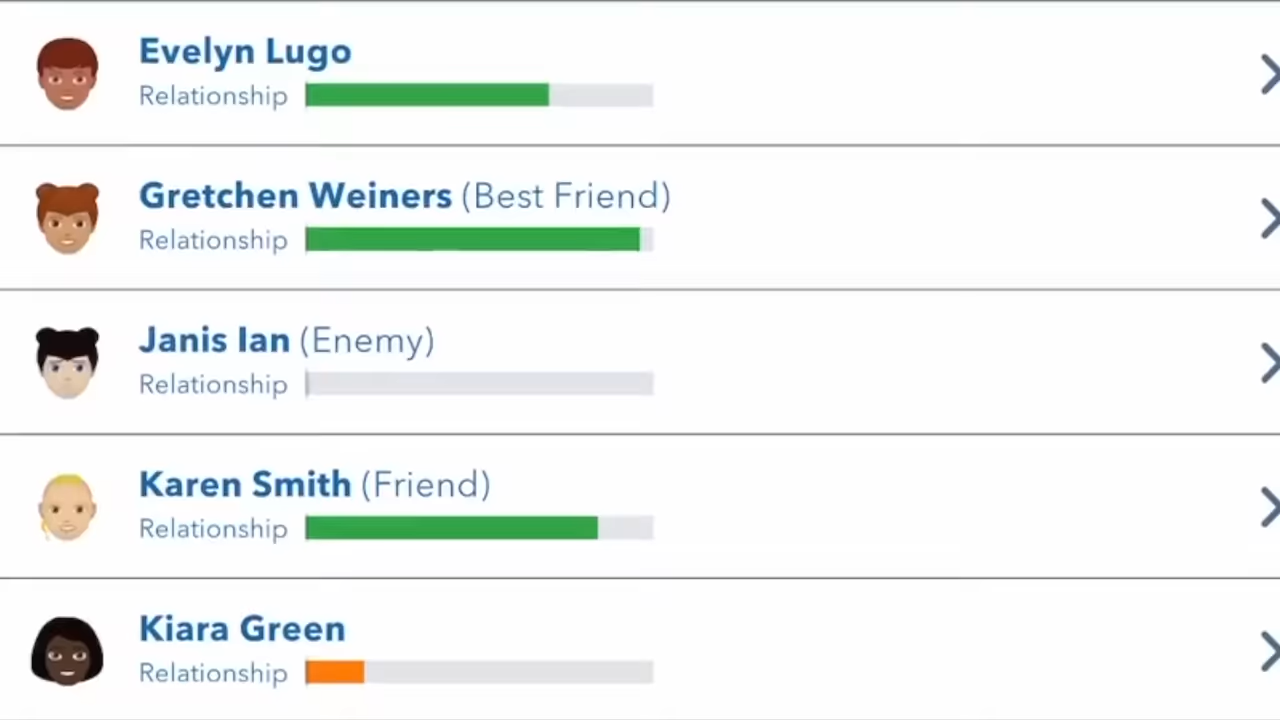 Evelyn Lugo
Relationship
Gretchen Weiners (Best Friend)
Relationship
Janis Ian (Enemy)
Relationship
Karen Smith (Friend)
Relationship
Kiara Green
Relationship